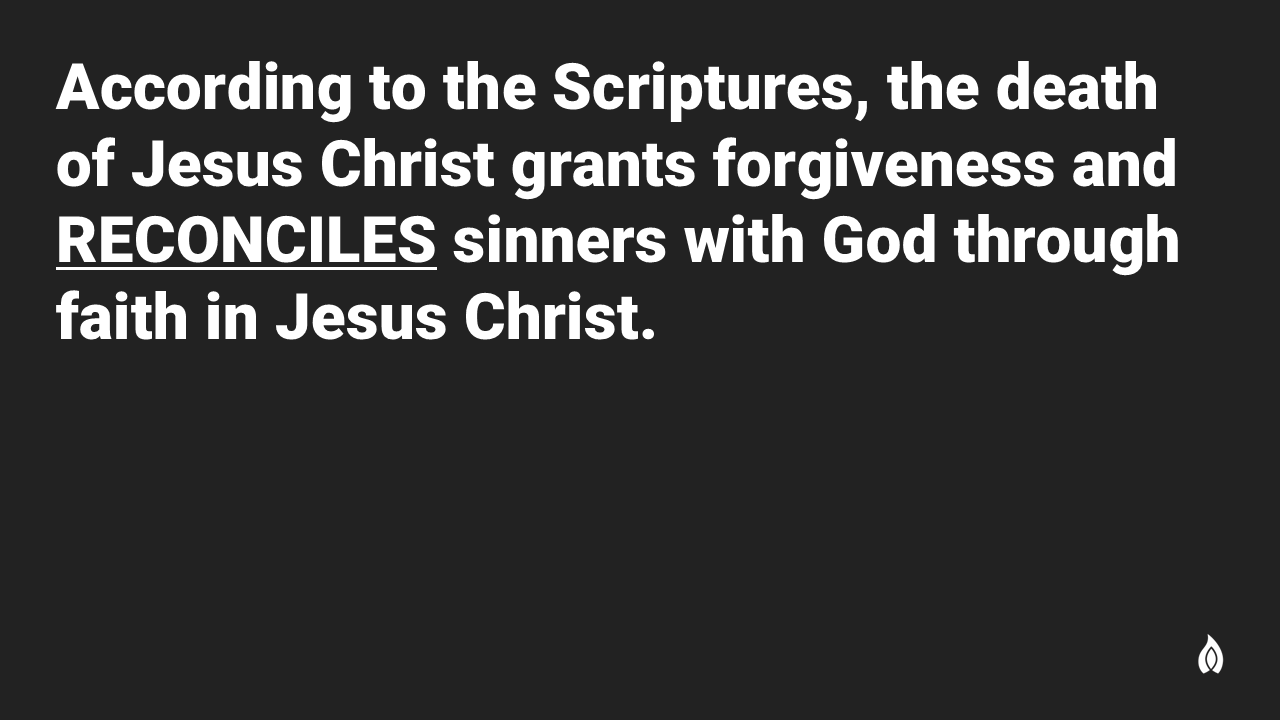 According to the Scriptures, the death
of Jesus Christ grants forgiveness and
RECONCILES sinners with God through
faith in Jesus Christ.